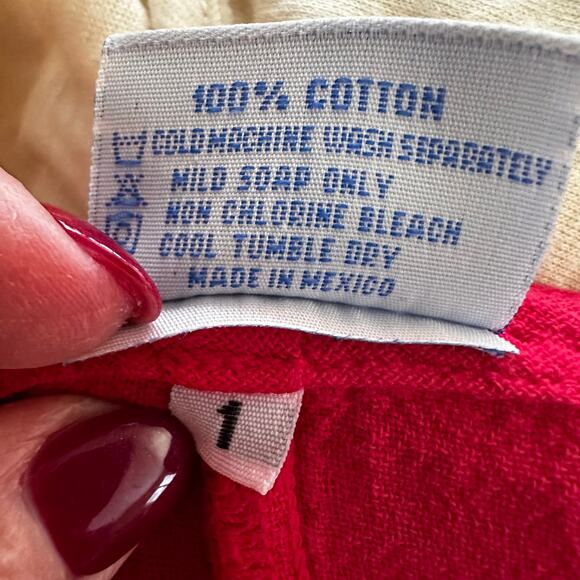 100% COTTON
COLD MACHINE WASH SEPARATELY
MILD SOAP ONLY
NON CHLORINE BLEACH
COOL TUMBLE DRY
MADE IN MEXICO
1